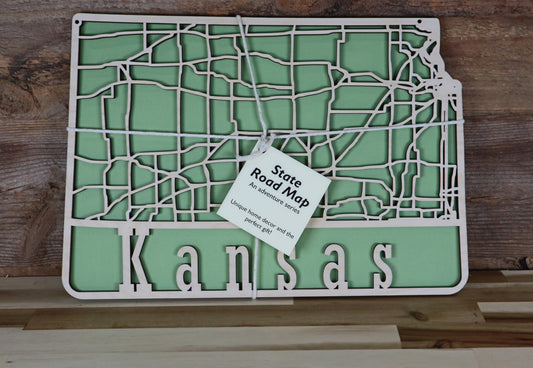 State
Road Map
An adventure series
Unique home decor and the
perfect gift!
Kansas